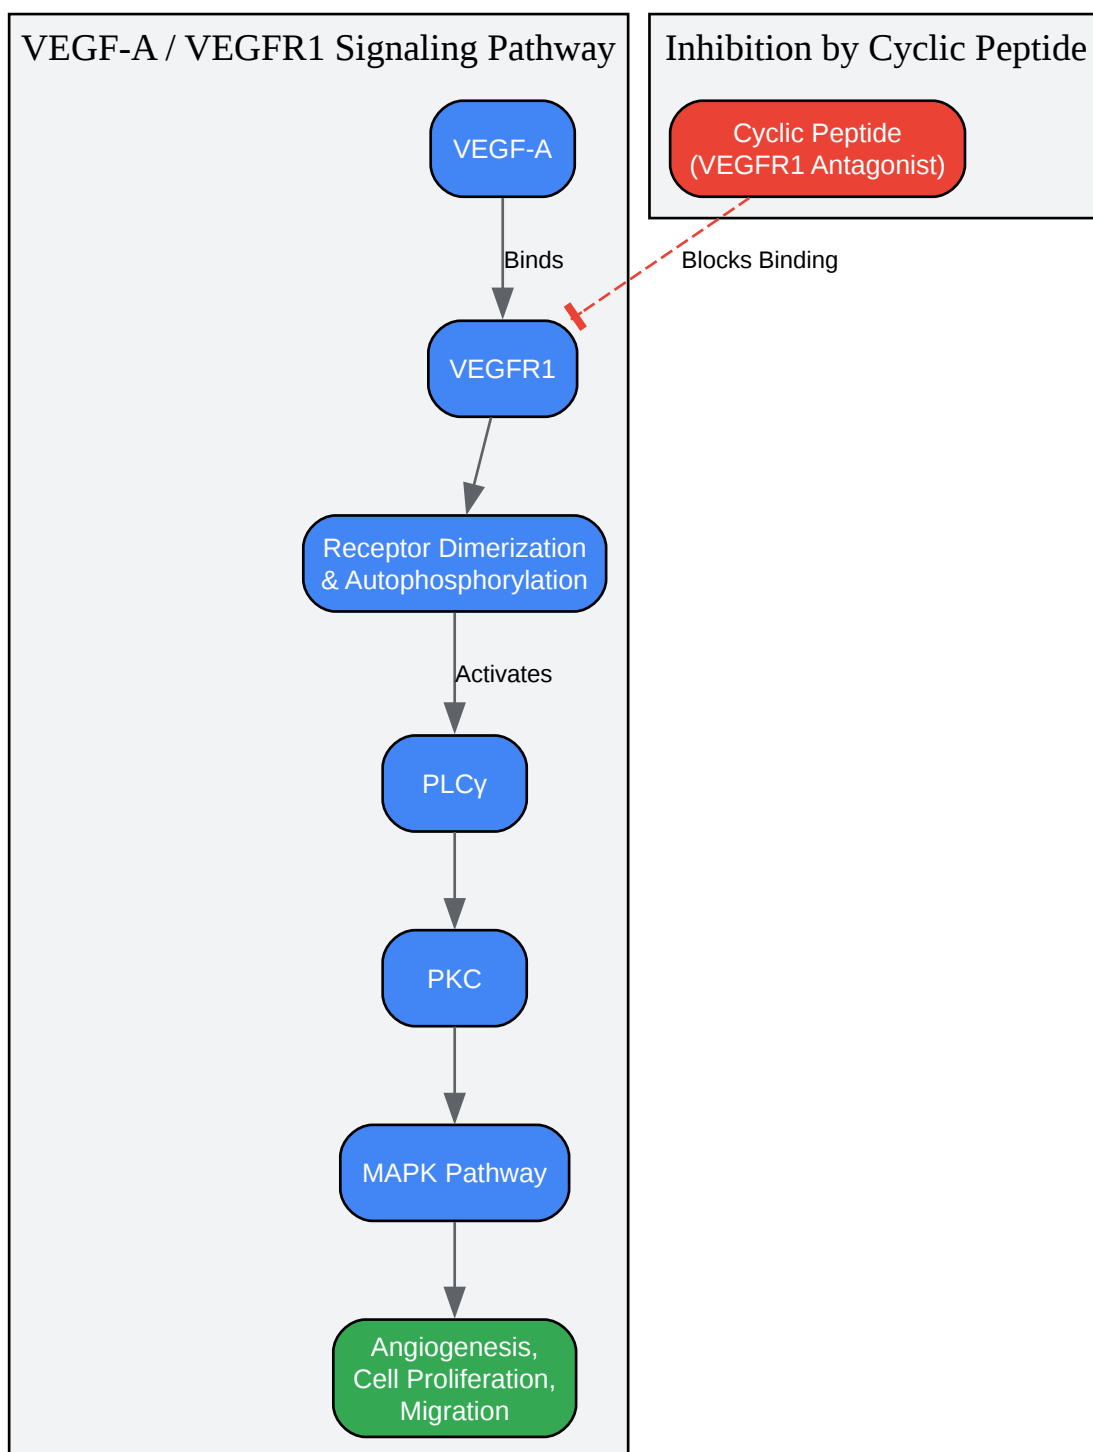 VEGF-A / VEGFR1 Signaling Pathway
Inhibition by Cyclic Peptide
VEGF-A
Cyclic Peptide
(VEGFR1 Antagonist)
Binds
Blocks Binding
VEGFR1
Receptor Dimerization
& Autophosphorylation
Activates
PLCγ
PKC
MAPK Pathway
Angiogenesis,
Cell Proliferation,
Migration